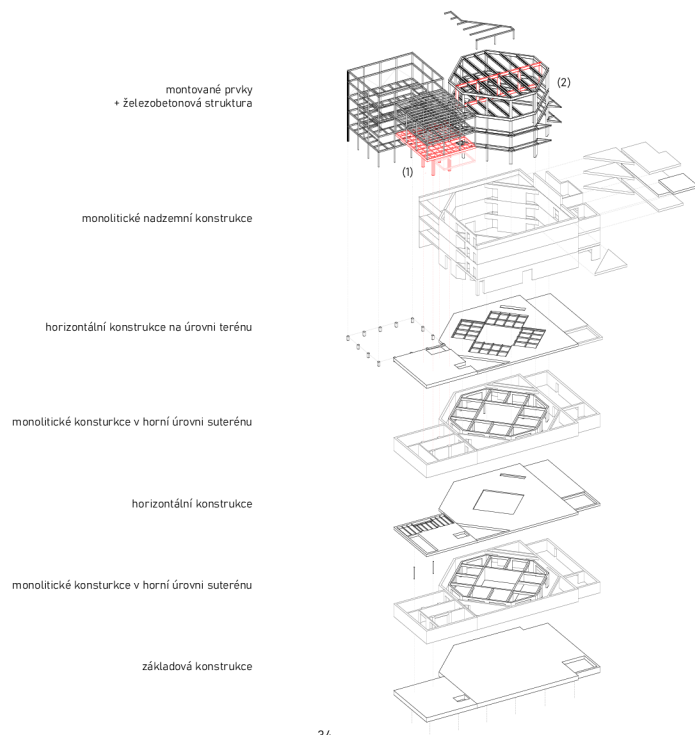 montované prvky
+ železobetonová struktura
(2)
(1)
monolitické nadzemní konstrukce
horizontální konstrukce na úrovni terénu
monolitické konsturkce v horní úrovni suterénu
horizontální konstrukce
monolitické konsturkce v horní úrovni suterénu
základová konstrukce
34